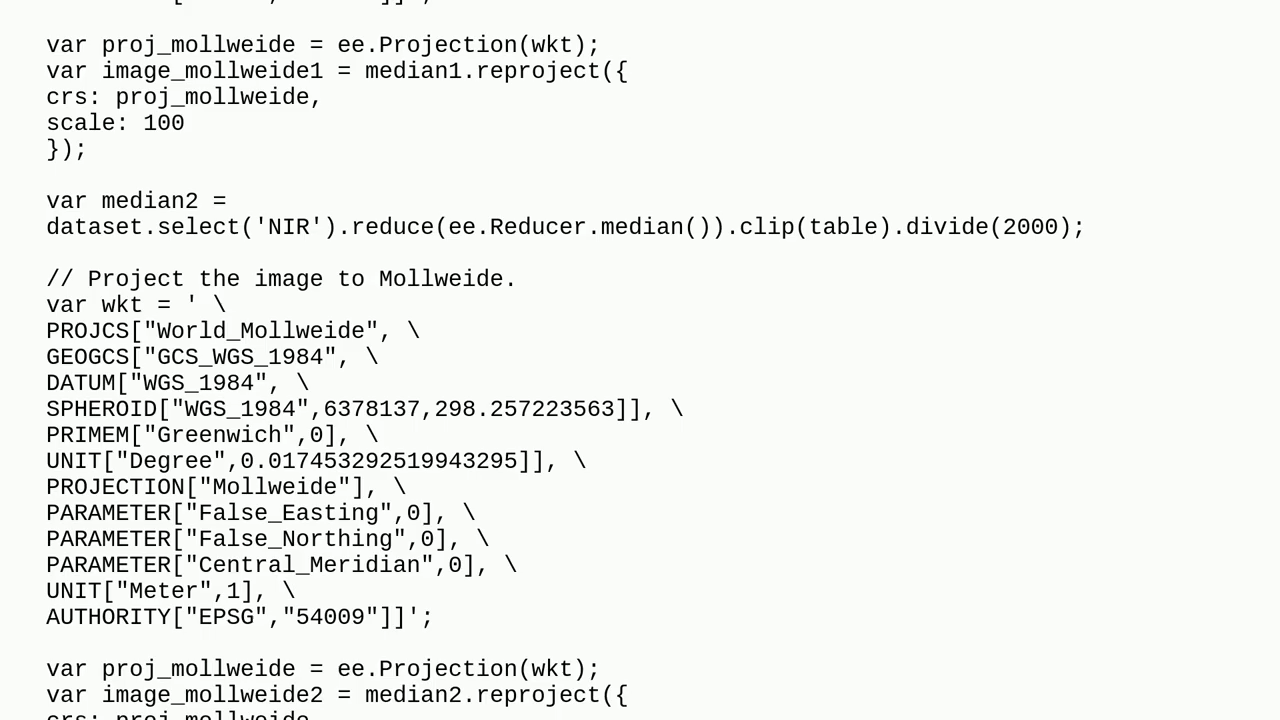 var proj_mollweide = ee.Projection(wkt);
var image_mollweide1 = median1.reproject({
crs: proj_mollweide,
scale: 100
});
var median2 =
dataset.select('NIR').reduce(ee.Reducer.median()).clip(table).divide(2000);
// Project the image to Mollweide.
var wkt = ' \
PROJCS["World_Mollweide", \
GEOGCS["GCS_WGS_1984", \
DATUM["WGS_1984", \
SPHEROID["WGS_1984",6378137,298.257223563]], \
PRIMEM["Greenwich",0], \
UNIT["Degree",0.017453292519943295]], \
PROJECTION["Mollweide"], \
PARAMETER["False_Easting",0], \
PARAMETER["False_Northing",0], \
PARAMETER["Central_Meridian",0], \
UNIT["Meter",1], \
AUTHORITY["EPSG","54009"]]';
var proj_mollweide = ee.Projection(wkt);
var image_mollweide2 = median2.reproject({
crs: proj_mollweide,